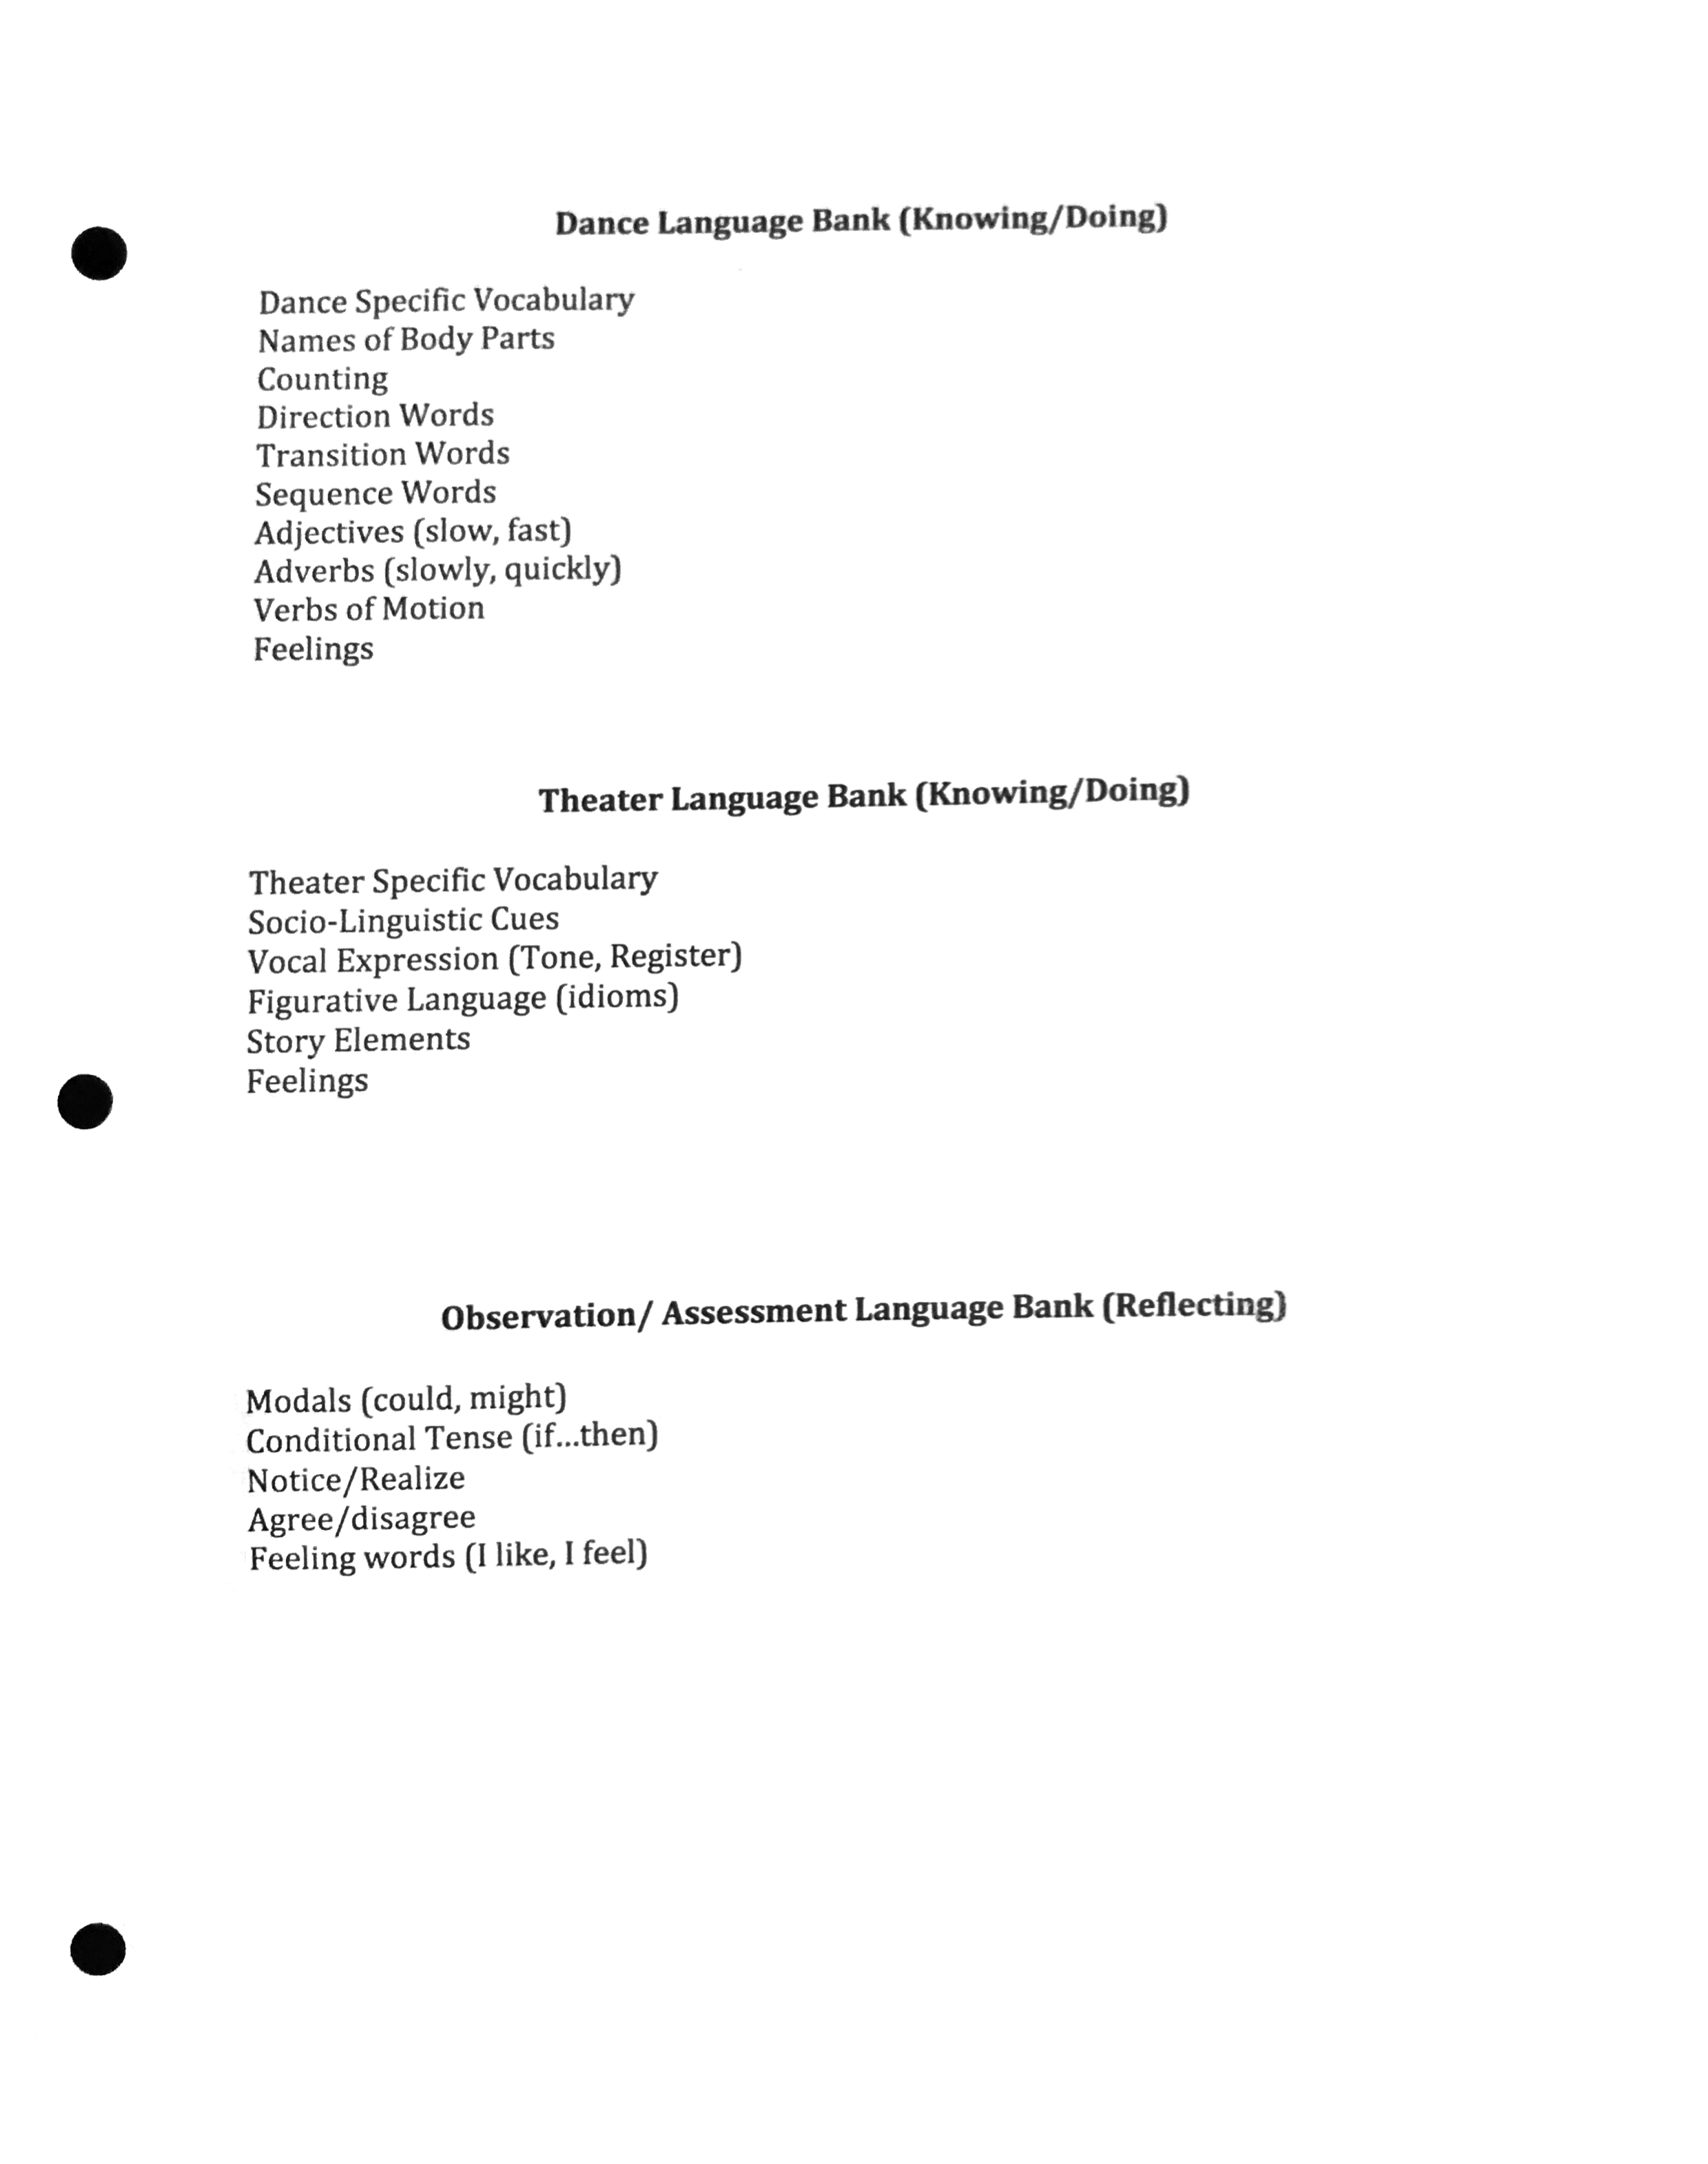 Dance Language Bank (Knowing/Doing)
Dance Specific Vocabulary
Names of Body Parts
Counting
Direction Words
Transition Words
Sequence Words
Adjectives (slow, fast)
Adverbs (slowly, quickly)
Verbs of Motion
Feelings
Theater Language Bank (Knowing/Doing)
Theater Specific Vocabulary
Socio-Linguistic Cues
Vocal Expression (Tone, Register)
Figurative Language (idioms)
Story Elements
Feelings
Observation/ Assessment Language Bank (Reflecting)
Modals (could, might)
Conditional Tense (if...then)
Notice/Realize
Agree/disagree
Feeling words (I like, I feel)